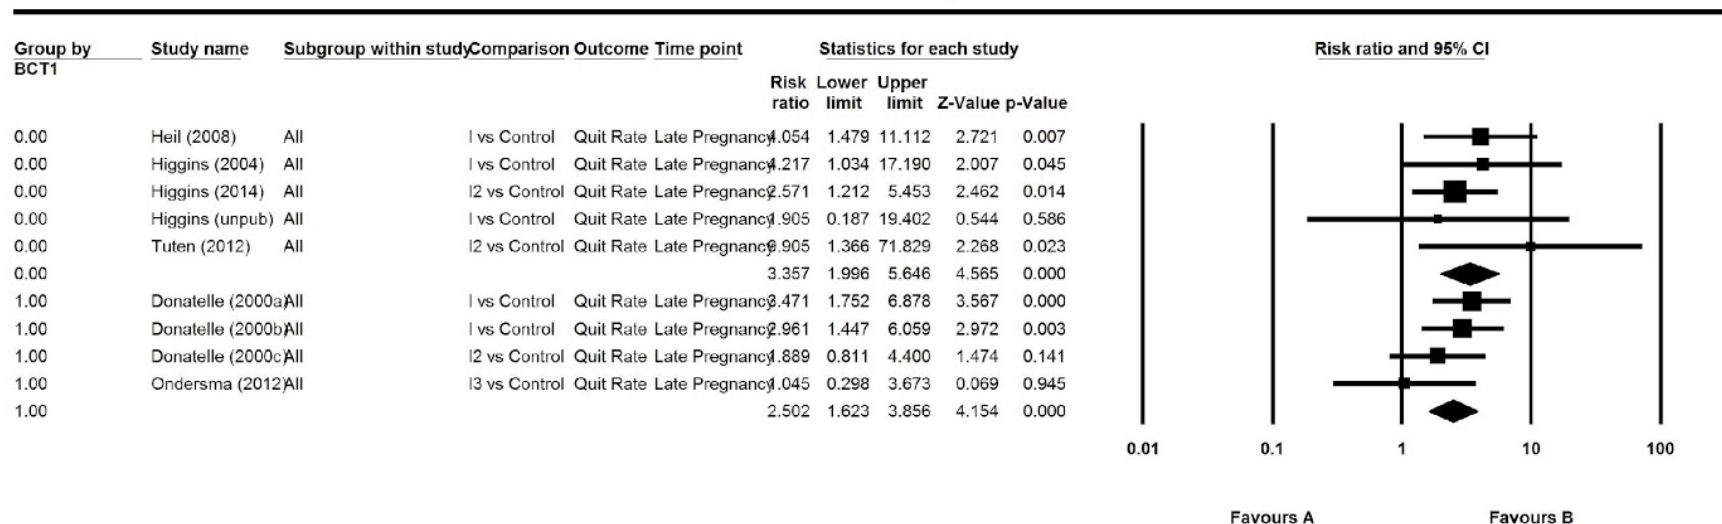 Group by Study name Subgroup within study Comparison Outcome Time point Statistics for each study Risk ratio and 95% CI
BCT1
Risk Lower Upper
ratio limit limit Z-Value p-Value
0.00 Heil (2008) All I vs Control Quit Rate Late Pregnancy 4.054 1.479 11.112 2.721 0.007
0.00 Higgins (2004) All I vs Control Quit Rate Late Pregnancy 4.217 1.034 17.190 2.007 0.045
0.00 Higgins (2014) All I2 vs Control Quit Rate Late Pregnancy 2.571 1.212 5.453 2.462 0.014
0.00 Higgins (unpub) All I vs Control Quit Rate Late Pregnancy 1.905 0.187 19.402 0.544 0.586
0.00 Tuten (2012) All I2 vs Control Quit Rate Late Pregnancy 9.905 1.366 71.829 2.268 0.023
0.00 3.357 1.996 5.646 4.565 0.000
1.00 Donatelle (2000a) All I vs Control Quit Rate Late Pregnancy 3.471 1.752 6.878 3.567 0.000
1.00 Donatelle (2000b) All I vs Control Quit Rate Late Pregnancy 2.961 1.447 6.059 2.972 0.003
1.00 Donatelle (2000c) All I2 vs Control Quit Rate Late Pregnancy 1.889 0.811 4.400 1.474 0.141
1.00 Ondersma (2012) All I3 vs Control Quit Rate Late Pregnancy 1.045 0.298 3.673 0.069 0.945
1.00 2.502 1.623 3.856 4.154 0.000
0.01 0.1 1 10 100
Favours A Favours B